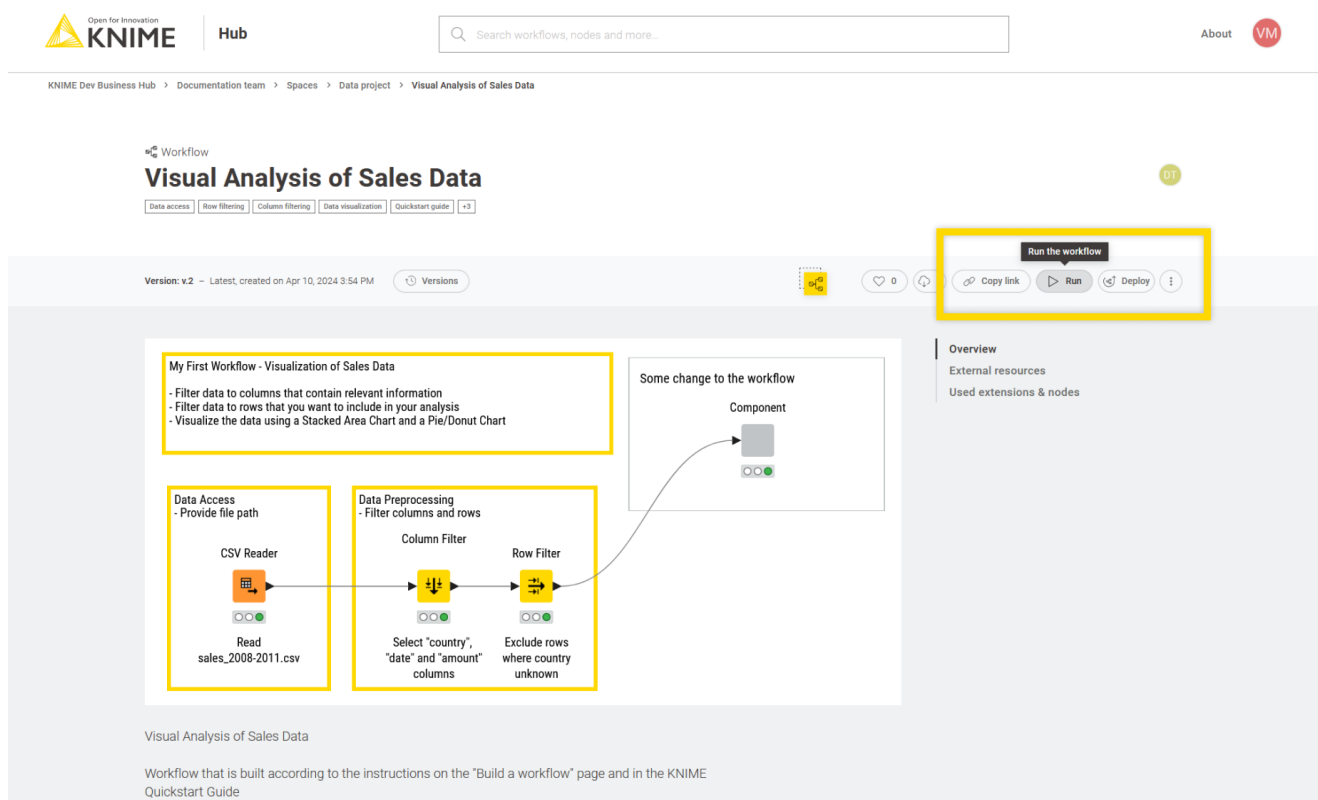 Open for Innovation
KNIME
Hub
Search workflows, nodes and more...
About
VM
KNIME Dev Business Hub > Documentation team > Spaces > Data project > Visual Analysis of Sales Data
Workflow
Visual Analysis of Sales Data
DT
Data access Row filtering Column filtering Data visualization Quickstart guide +3
Run the workflow
Version: v.2 – Latest, created on Apr 10, 2024 3:54 PM
Versions
0
Copy link
Run
Deploy
My First Workflow - Visualization of Sales Data
- Filter data to columns that contain relevant information
- Filter data to rows that you want to include in your analysis
- Visualize the data using a Stacked Area Chart and a Pie/Donut Chart
Some change to the workflow
Component
Overview
External resources
Used extensions & nodes
Data Access
- Provide file path
CSV Reader
Read
sales_2008-2011.csv
Data Preprocessing
- Filter columns and rows
Column Filter
Select "country",
"date" and "amount"
columns
Row Filter
Exclude rows
where country
unknown
Visual Analysis of Sales Data
Workflow that is built according to the instructions on the "Build a workflow" page and in the KNIME
Quickstart Guide